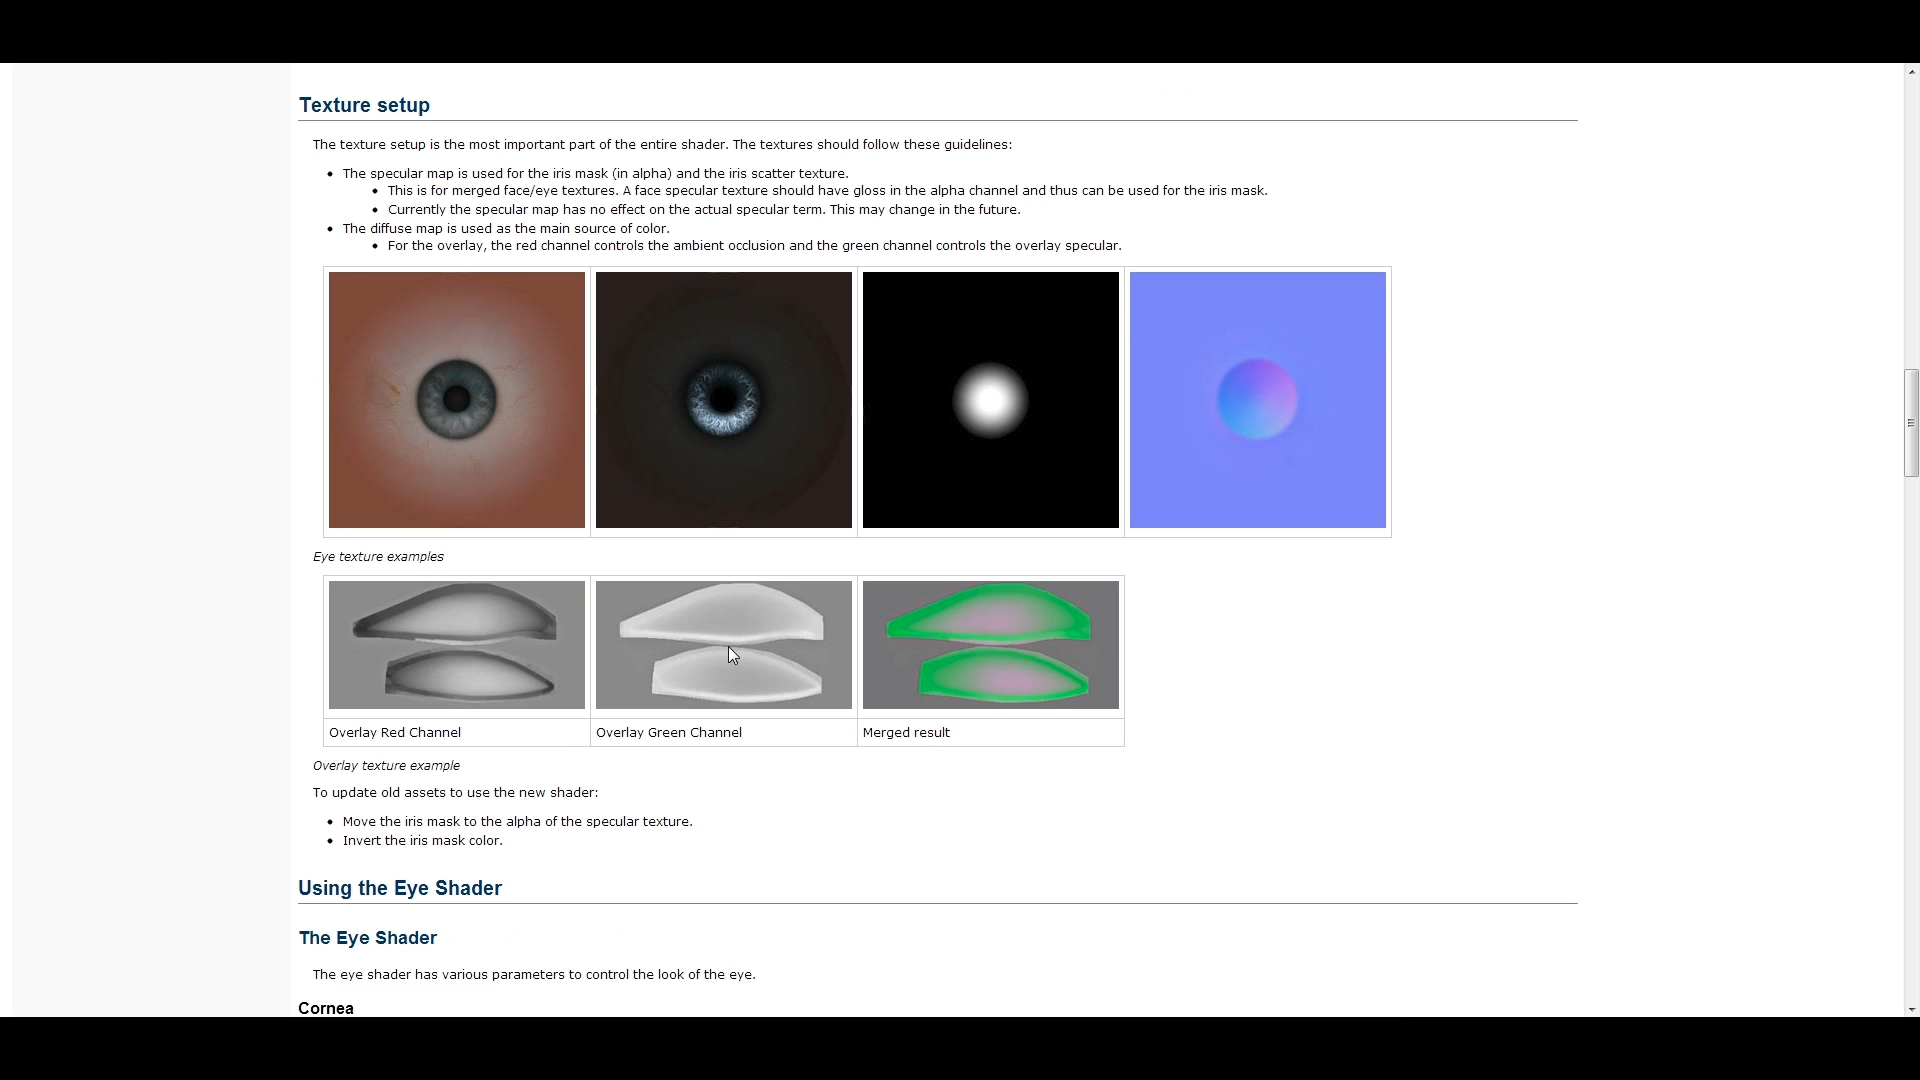 Texture setup
The texture setup is the most important part of the entire shader. The textures should follow these guidelines:
The specular map is used for the iris mask (in alpha) and the iris scatter texture.
This is for merged face/eye textures. A face specular texture should have gloss in the alpha channel and thus can be used for the iris mask.
Currently the specular map has no effect on the actual specular term. This may change in the future.
The diffuse map is used as the main source of color.
For the overlay, the red channel controls the ambient occlusion and the green channel controls the overlay specular.
Eye texture examples
Overlay Red Channel
Overlay Green Channel
Merged result
Overlay texture example
To update old assets to use the new shader:
Move the iris mask to the alpha of the specular texture.
Invert the iris mask color.
Using the Eye Shader
The Eye Shader
The eye shader has various parameters to control the look of the eye.
Cornea